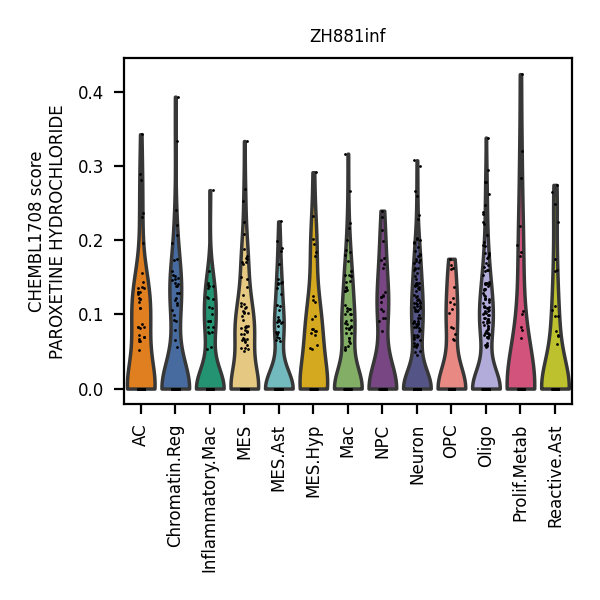 ZH881inf
CHEMBL1708 score
PAROXETINE HYDROCHLORIDE
0.4
0.3
0.2
0.1
0.0
AC
Chromatin.Reg
Inflammatory.Mac
MES
MES.Ast
MES.Hyp
Mac
NPC
Neuron
OPC
Oligo
Prolif.Metab
Reactive.Ast